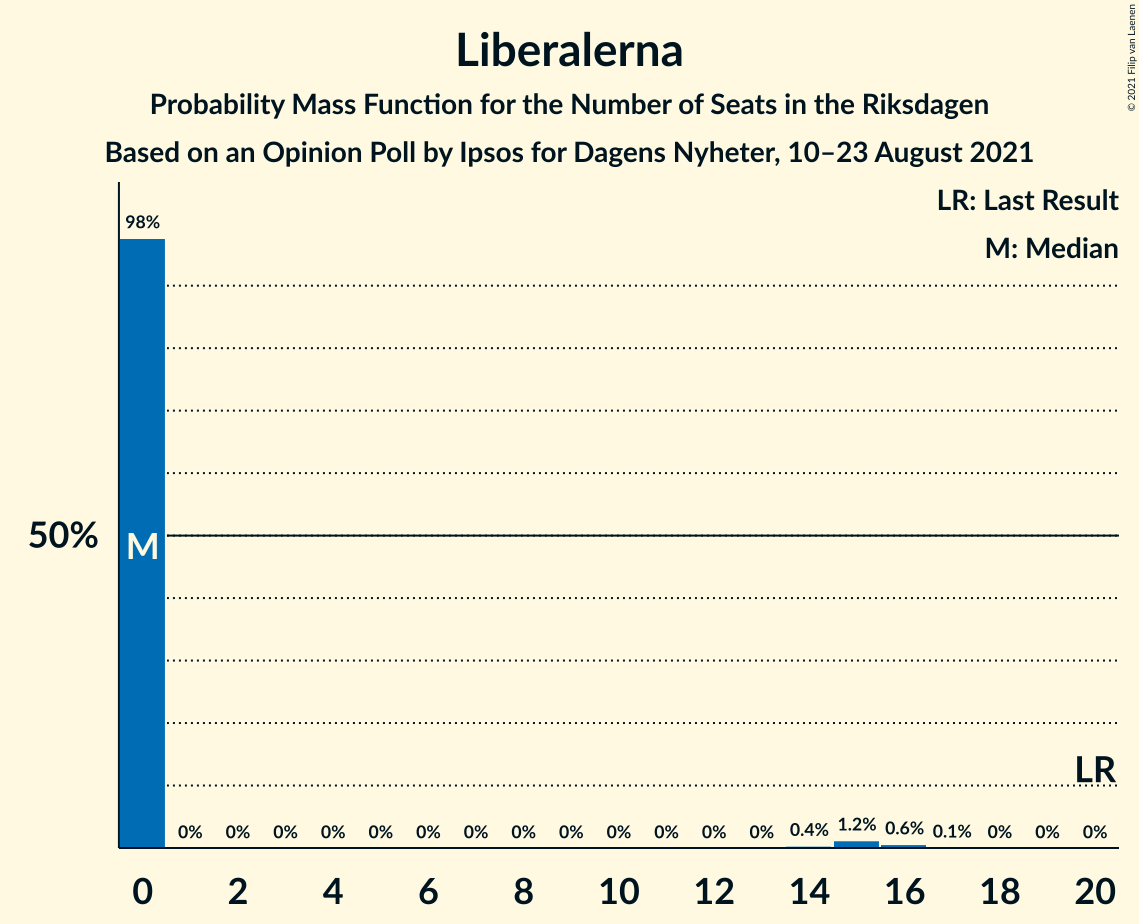 © 2021 Filip van Laenen
Liberalerna
Probability Mass Function for the Number of Seats in the Riksdagen
Based on an Opinion Poll by Ipsos for Dagens Nyheter, 10–23 August 2021
LR: Last Result
M: Median
98%
50%
M
LR
0% 0% 0% 0% 0% 0% 0% 0% 0% 0% 0% 0% 0% 0.4% 1.2% 0.6% 0.1% 0% 0% 0%
0 2 4 6 8 10 12 14 16 18 20